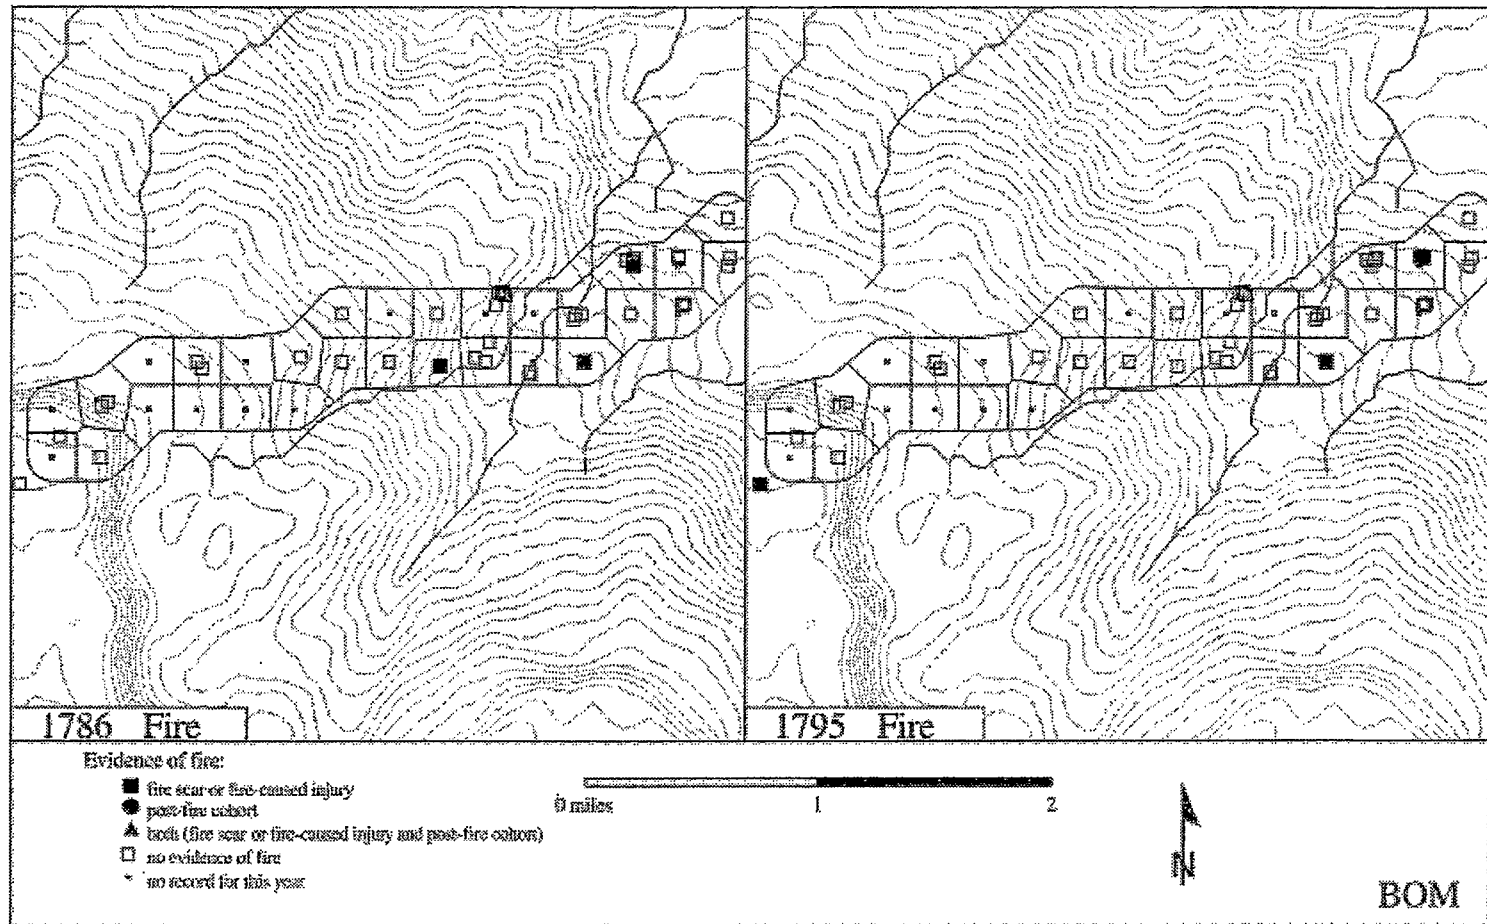 1786 Fire
1795 Fire
Evidence of fire:
fire scar or fire-caused injury
post-fire cohort
both (fire scar or fire-caused injury and post-fire cohort)
no evidence of fire
no record for this year
0 miles 1 2
N
BOM